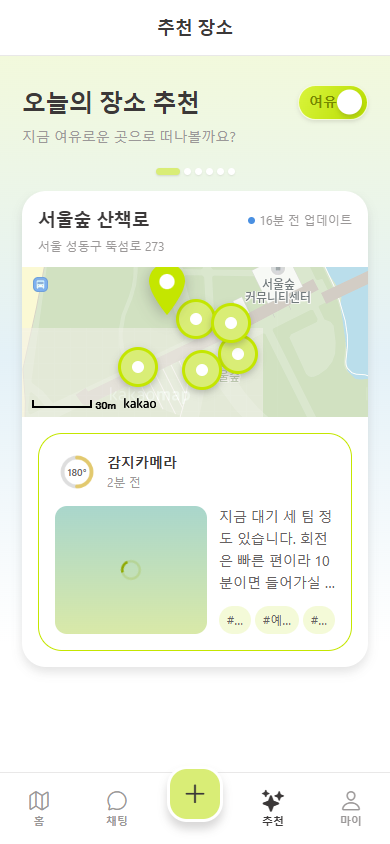 추천 장소
오늘의 장소 추천
여유
지금 여유로운 곳으로 떠나볼까요?
서울숲 산책로
16분 전 업데이트
서울 성동구 뚝섬로 273
서울숲
커뮤니티센터
30m
kakao
180°
감지카메라
2분 전
지금 대기 세 팀 정
도 있습니다. 회전
은 빠른 편이라 10
분이면 들어가실 ...
#... #예... #...
홈
채팅
추천
마이